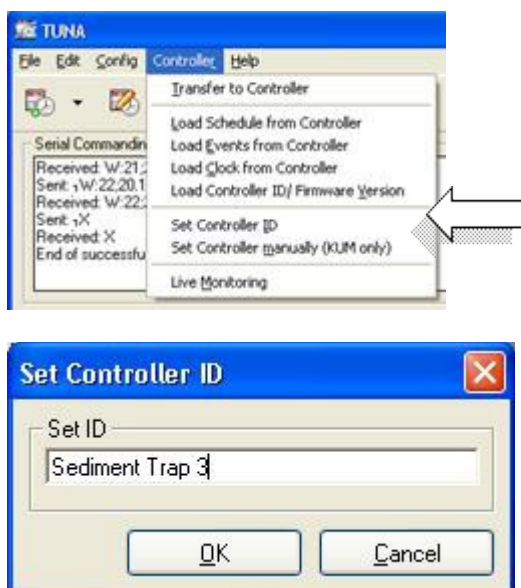 TUNA
File Edit Config Controller Help
Transfer to Controller
Load Schedule from Controller
Load Events from Controller
Load Clock from Controller
Load Controller ID/ Firmware Version
Set Controller ID
Set Controller manually (KUM only)
Live Monitoring
Serial Commandin
Received: W:21;
Sent: ¬W:22;20.1
Received: W:22;
Sent: ¬X
Received: X
End of successfu
Set Controller ID
Set ID
Sediment Trap 3
OK Cancel